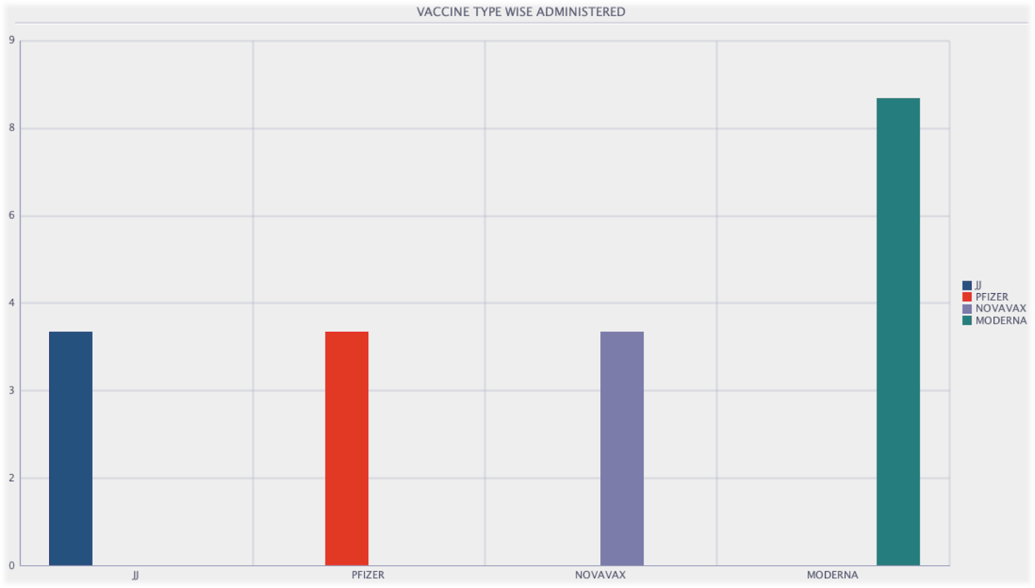 VACCINE TYPE WISE ADMINISTERED
9
8
6
4
3
2
0
JJ
PFIZER
NOVAVAX
MODERNA
JJ
PFIZER
NOVAVAX
MODERNA